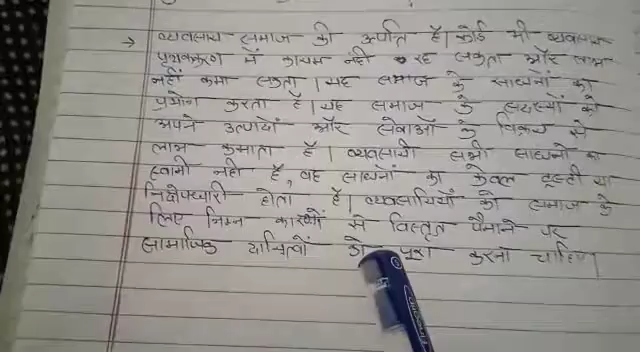 → व्यवसाय समाज की उपज है। कोई भी व्यवसाय
पृथक्करण में कायम नहीं रह सकता और लाभ
नहीं कमा सकता। यह समाज के साधनों का
प्रयोग करता है। यह समाज के सदस्यों को
अपने उत्पादों और सेवाओं के विक्रय से
लाभ कमाता है। व्यवसायी सभी साधनों का
स्वामी नहीं है, वह साधनों का केवल ट्रस्टी या
निक्षेपधारी होता है। व्यवसायियों को समाज के
लिए निम्न कारणों से विस्तृत पैमाने पर
सामाजिक दायित्वों को पूरा करना चाहिए।